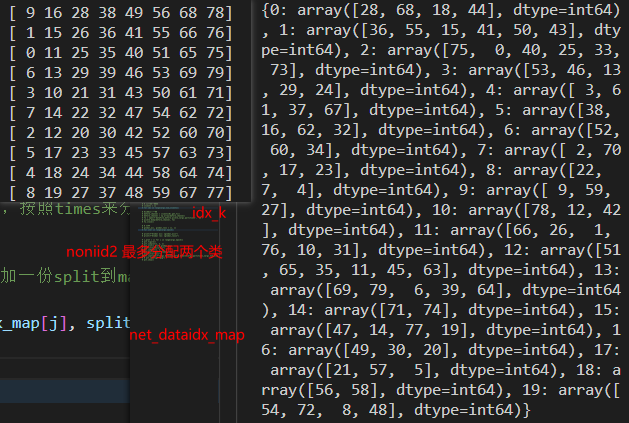 [ 9 16 28 38 49 56 68 78]
[ 1 15 26 36 41 55 66 76]
[ 0 11 25 35 40 51 65 75]
[ 6 13 29 39 46 53 69 79]
[ 3 10 21 31 43 50 61 71]
[ 7 14 22 32 47 54 62 72]
[ 2 12 20 30 42 52 60 70]
[ 5 17 23 33 45 57 63 73]
[ 4 18 24 34 44 58 64 74]
[ 8 19 27 37 48 59 67 77]
，按照times来分
idx_k
noniid2 最多分配两个类
加一份split到ma
x_map[j], split
net_dataidx_map
{0: array([28, 68, 18, 44], dtype=int64)
, 1: array([36, 55, 15, 41, 50, 43], dty
pe=int64), 2: array([75,  0, 40, 25, 33,
 73], dtype=int64), 3: array([53, 46, 13
, 29, 24], dtype=int64), 4: array([ 3, 6
1, 37, 67], dtype=int64), 5: array([38,
16, 62, 32], dtype=int64), 6: array([52,
 60, 34], dtype=int64), 7: array([ 2, 70
, 17, 23], dtype=int64), 8: array([22,
7,  4], dtype=int64), 9: array([ 9, 59,
27], dtype=int64), 10: array([78, 12, 42
], dtype=int64), 11: array([66, 26,  1,
76, 10, 31], dtype=int64), 12: array([51
, 65, 35, 11, 45, 63], dtype=int64), 13:
 array([69, 79,  6, 39, 64], dtype=int64
), 14: array([71, 74], dtype=int64), 15:
 array([47, 14, 77, 19], dtype=int64), 1
6: array([49, 30, 20], dtype=int64), 17:
 array([21, 57,  5], dtype=int64), 18: a
rray([56, 58], dtype=int64), 19: array([
54, 72,  8, 48], dtype=int64)}